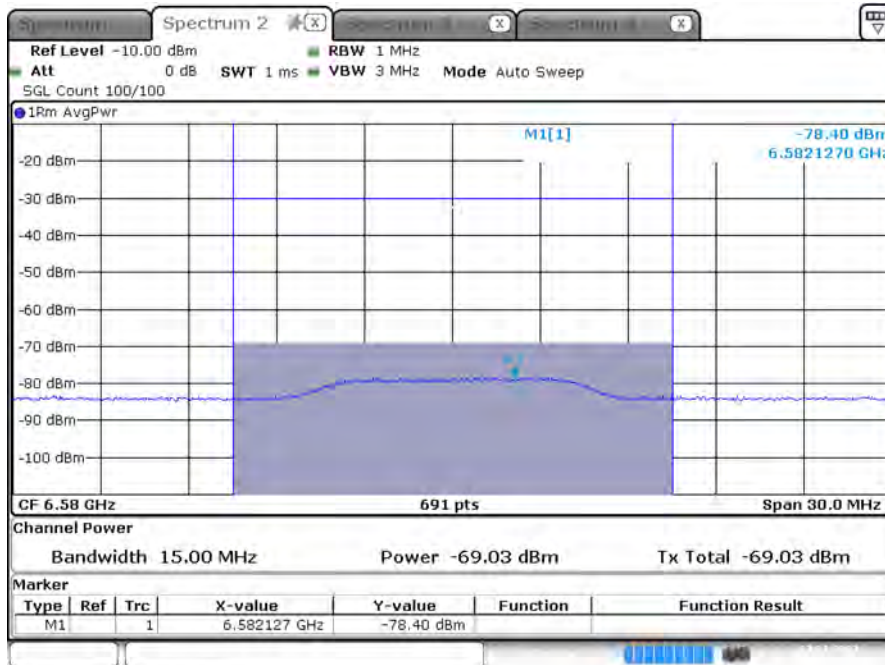 Spectrum 2 X X X
Ref Level -10.00 dBm RBW 1 MHz
Att 0 dB SWT 1 ms VBW 3 MHz Mode Auto Sweep
SGL Count 100/100
1Rm AvgPwr
M1[1] -78.40 dBm
6.5821270 GHz
-20 dBm
-30 dBm
-40 dBm
-50 dBm
-60 dBm
-70 dBm
-80 dBm
-90 dBm
-100 dBm
CF 6.58 GHz 691 pts Span 30.0 MHz
Channel Power
Bandwidth 15.00 MHz Power -69.03 dBm Tx Total -69.03 dBm
Marker
Type Ref Trc X-value Y-value Function Function Result
M1 1 6.582127 GHz -78.40 dBm